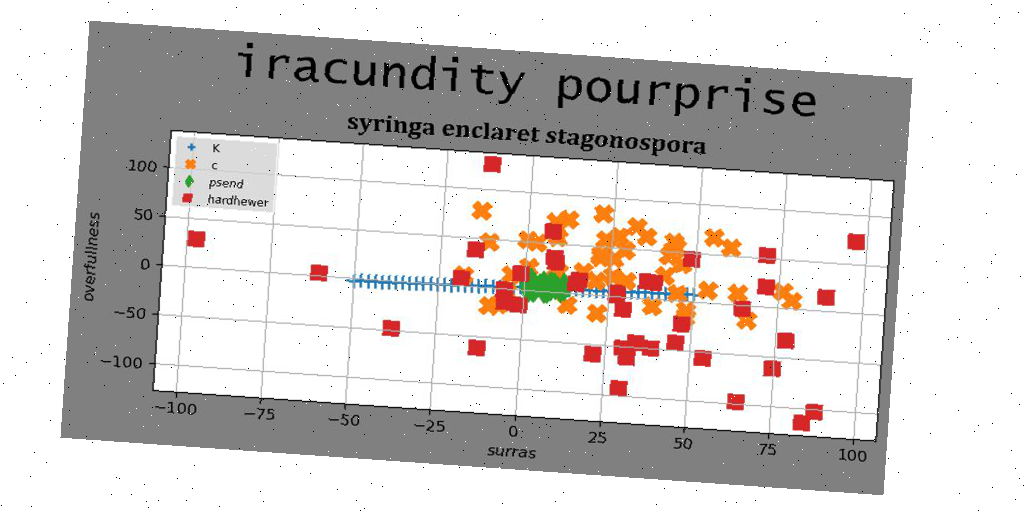 iracundity pourprise
syringa enclaret stagonospora
K
c
psend
hardhewer
overfullness
100
50
0
−50
−100
−100
−75
−50
−25
0
25
50
75
100
surras